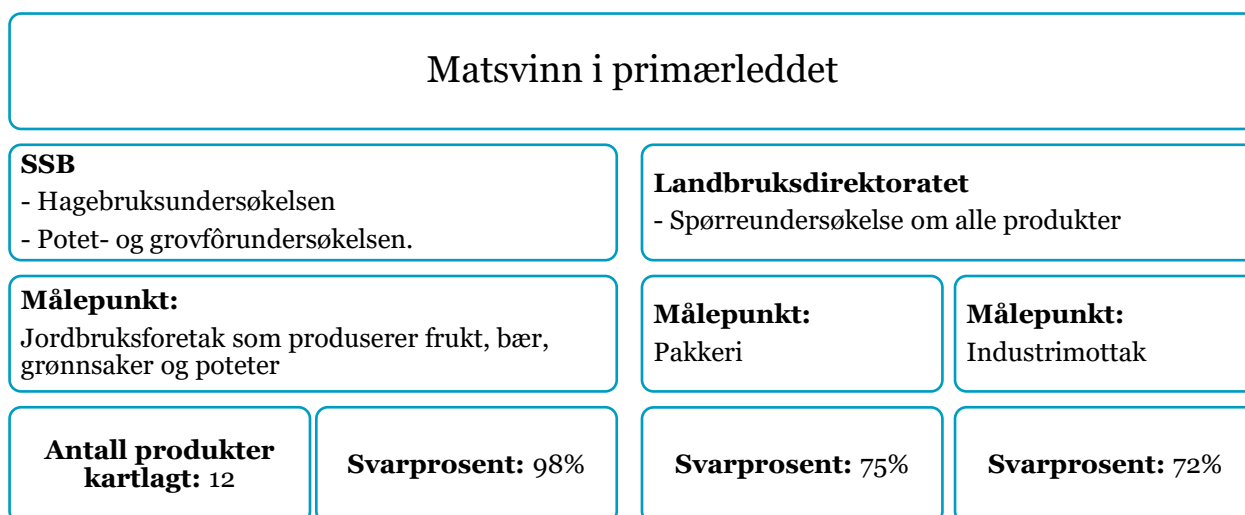 Matsvinn i primærleddet
SSB
- Hagebruksundersøkelsen
- Potet- og grovfôrundersøkelsen.
Landbruksdirektoratet
- Spørreundersøkelse om alle produkter
Målepunkt:
Jordbruksforetak som produserer frukt, bær,
grønnsaker og poteter
Målepunkt:
Pakkeri
Målepunkt:
Industrimottak
Antall produkter
kartlagt: 12
Svarprosent: 98%
Svarprosent: 75%
Svarprosent: 72%